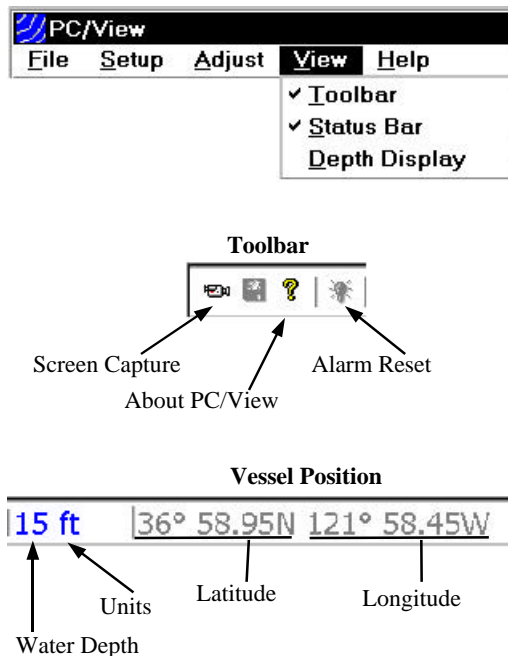 PC/View
File Setup Adjust View Help
✓ Toolbar
✓ Status Bar
Depth Display
Toolbar
Screen Capture
Alarm Reset
About PC/View
Vessel Position
15 ft 36° 58.95N 121° 58.45W
Latitude
Longitude
Units
Water Depth